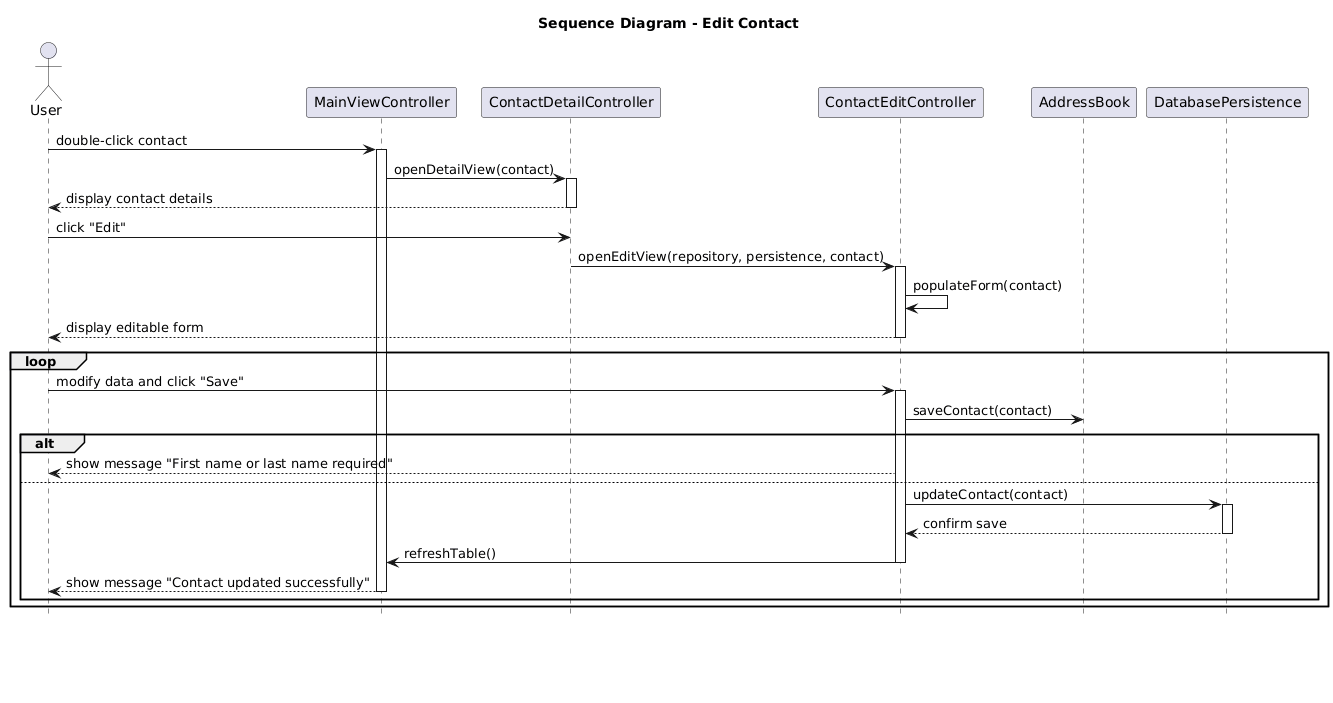 Sequence Diagram - Edit Contact
User
MainViewController
ContactDetailController
ContactEditController
AddressBook
DatabasePersistence
double-click contact
openDetailView(contact)
display contact details
click "Edit"
openEditView(repository, persistence, contact)
populateForm(contact)
display editable form
loop
modify data and click "Save"
saveContact(contact)
alt
show message "First name or last name required"
updateContact(contact)
confirm save
refreshTable()
show message "Contact updated successfully"